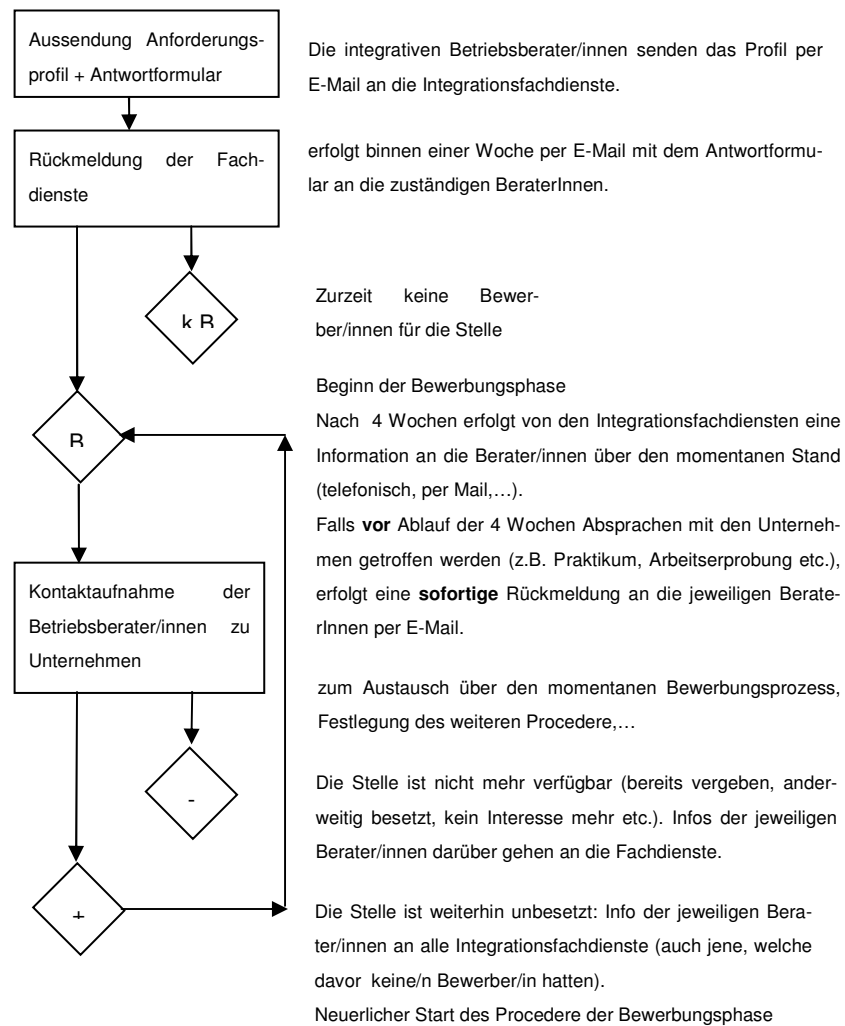 Aussendung Anforderungs-
profil + Antwortformular
Die integrativen Betriebsberater/innen senden das Profil per
E-Mail an die Integrationsfachdienste.
Rückmeldung der Fach-
dienste
erfolgt binnen einer Woche per E-Mail mit dem Antwortformu-
lar an die zuständigen BeraterInnen.
k.B
Zurzeit keine Bewer-
ber/innen für die Stelle
B
Beginn der Bewerbungsphase
Nach 4 Wochen erfolgt von den Integrationsfachdiensten eine
Information an die Berater/innen über den momentanen Stand
(telefonisch, per Mail,…).
Falls vor Ablauf der 4 Wochen Absprachen mit den Unterneh-
men getroffen werden (z.B. Praktikum, Arbeitserprobung etc.),
erfolgt eine sofortige Rückmeldung an die jeweiligen Berate-
rInnen per E-Mail.
Kontaktaufnahme der
Betriebsberater/innen zu
Unternehmen
zum Austausch über den momentanen Bewerbungsprozess,
Festlegung des weiteren Procedere,…
-
Die Stelle ist nicht mehr verfügbar (bereits vergeben, ander-
weitig besetzt, kein Interesse mehr etc.). Infos der jeweiligen
Berater/innen darüber gehen an die Fachdienste.
+
Die Stelle ist weiterhin unbesetzt: Info der jeweiligen Bera-
ter/innen an alle Integrationsfachdienste (auch jene, welche
davor keine/n Bewerber/in hatten).
Neuerlicher Start des Procedere der Bewerbungsphase